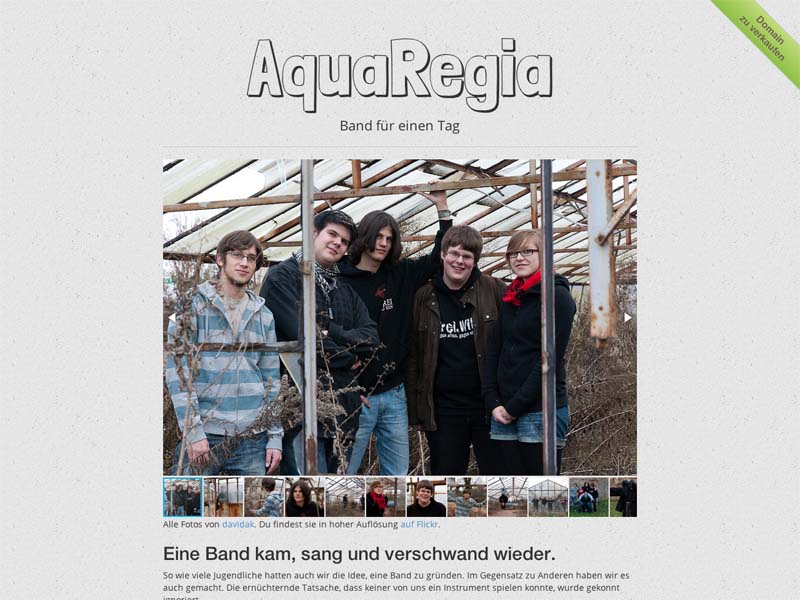 Domain
zu verkaufen
AquaRegia
Band für einen Tag
rel.Wi
Alle Fotos von davidak. Du findest sie in hoher Auflösung auf Flickr.
Eine Band kam, sang und verschwand wieder.
So wie viele Jugendliche hatten auch wir die Idee, eine Band zu gründen. Im Gegensatz zu Anderen haben wir es
auch gemacht. Die ernüchternde Tatsache, dass keiner von uns ein Instrument spielen konnte, wurde gekonnt
ignoriert